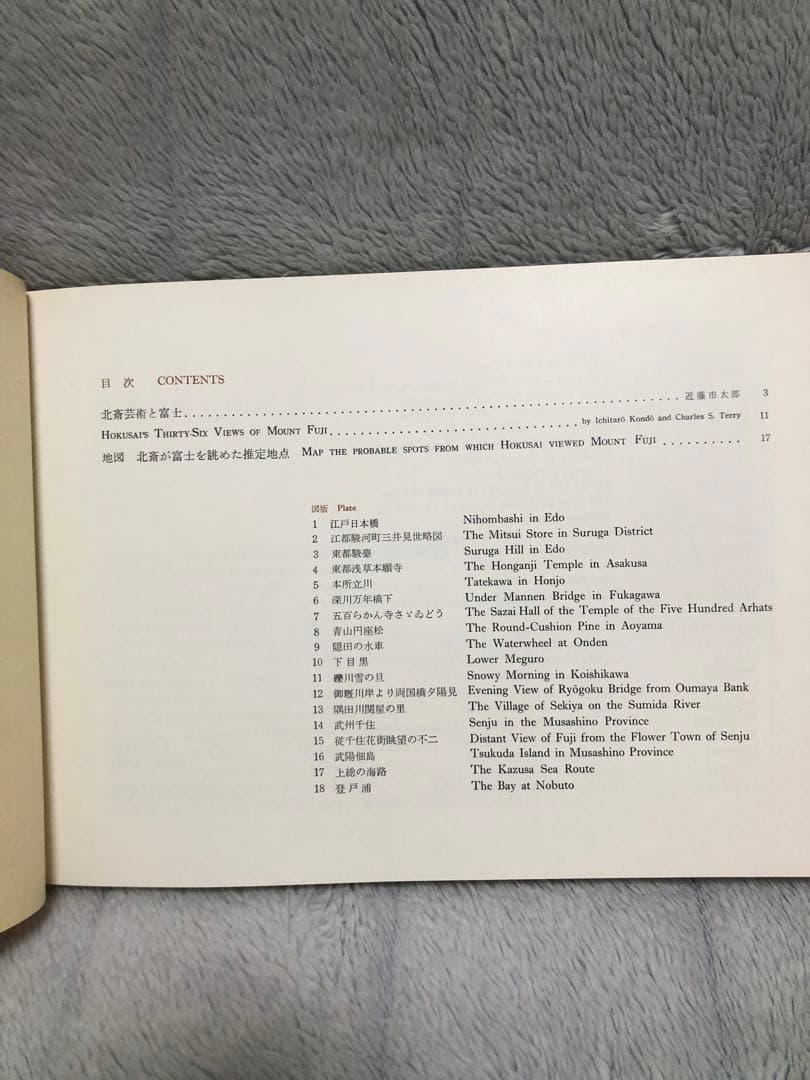 目次 CONTENTS
北斎芸術と富士 近藤市太郎 3
HOKUSAI'S THIRTY-SIX VIEWS OF MOUNT FUJI by Ichitarō Kondō and Charles S. Terry 11
地図 北斎が富士を眺めた推定地点 MAP THE PROBABLE SPOTS FROM WHICH HOKUSAI VIEWED MOUNT FUJI 17
図版 Plate
1 江戸日本橋 Nihombashi in Edo
2 江都駿河町三井見世略図 The Mitsui Store in Suruga District
3 東都駿臺 Suruga Hill in Edo
4 東都浅草本願寺 The Honganji Temple in Asakusa
5 本所立川 Tatekawa in Honjo
6 深川万年橋下 Under Mannen Bridge in Fukagawa
7 五百らかん寺さゞゐどう The Sazai Hall of the Temple of the Five Hundred Arhats
8 青山円座松 The Round-Cushion Pine in Aoyama
9 隠田の水車 The Waterwheel at Onden
10 下目黒 Lower Meguro
11 礫川雪の旦 Snowy Morning in Koishikawa
12 御厩川岸より両国橋夕陽見 Evening View of Ryōgoku Bridge from Oumaya Bank
13 隅田川関屋の里 The Village of Sekiya on the Sumida River
14 武州千住 Senju in the Musashino Province
15 従千住花街眺望の不二 Distant View of Fuji from the Flower Town of Senju
16 武陽佃島 Tsukuda Island in Musashino Province
17 上総の海路 The Kazusa Sea Route
18 登戸浦 The Bay at Nobuto